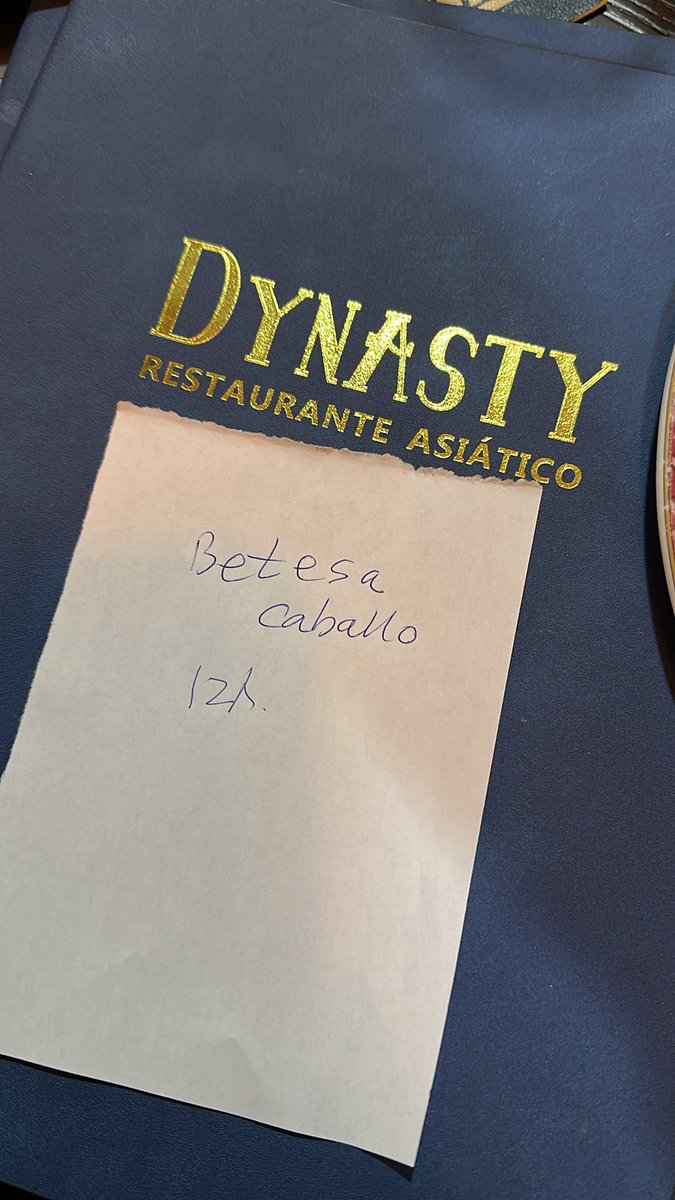 DYNASTY
RESTAURANTE ASIÁTICO
Betesa
caballo
12h.